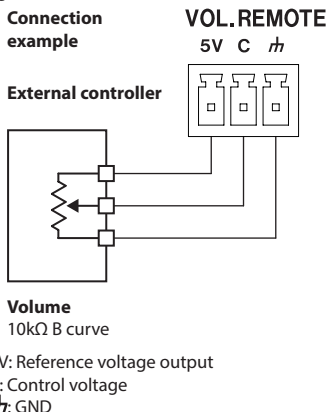 Connection
example
VOL.REMOTE
5V C
External controller
Volume
10kΩ B curve
V: Reference voltage output
: Control voltage
: GND